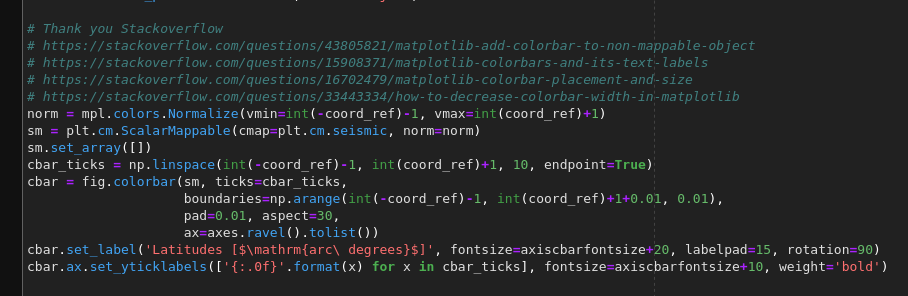 # Thank you Stackoverflow
# https://stackoverflow.com/questions/43805821/matplotlib-add-colorbar-to-non-mappable-object
# https://stackoverflow.com/questions/15908371/matplotlib-colorbars-and-its-text-labels
# https://stackoverflow.com/questions/16702479/matplotlib-colorbar-placement-and-size
# https://stackoverflow.com/questions/33443334/how-to-decrease-colorbar-width-in-matplotlib
norm = mpl.colors.Normalize(vmin=int(-coord_ref)-1, vmax=int(coord_ref)+1)
sm = plt.cm.ScalarMappable(cmap=plt.cm.seismic, norm=norm)
sm.set_array([])
cbar_ticks = np.linspace(int(-coord_ref)-1, int(coord_ref)+1, 10, endpoint=True)
cbar = fig.colorbar(sm, ticks=cbar_ticks,
                    boundaries=np.arange(int(-coord_ref)-1, int(coord_ref)+1+0.01, 0.01),
                    pad=0.01, aspect=30,
                    ax=axes.ravel().tolist())
cbar.set_label('Latitudes [$\mathrm{arc\ degrees}$]', fontsize=axiscbarfontsize+20, labelpad=15, rotation=90)
cbar.ax.set_yticklabels(['{:.0f}'.format(x) for x in cbar_ticks], fontsize=axiscbarfontsize+10, weight='bold')